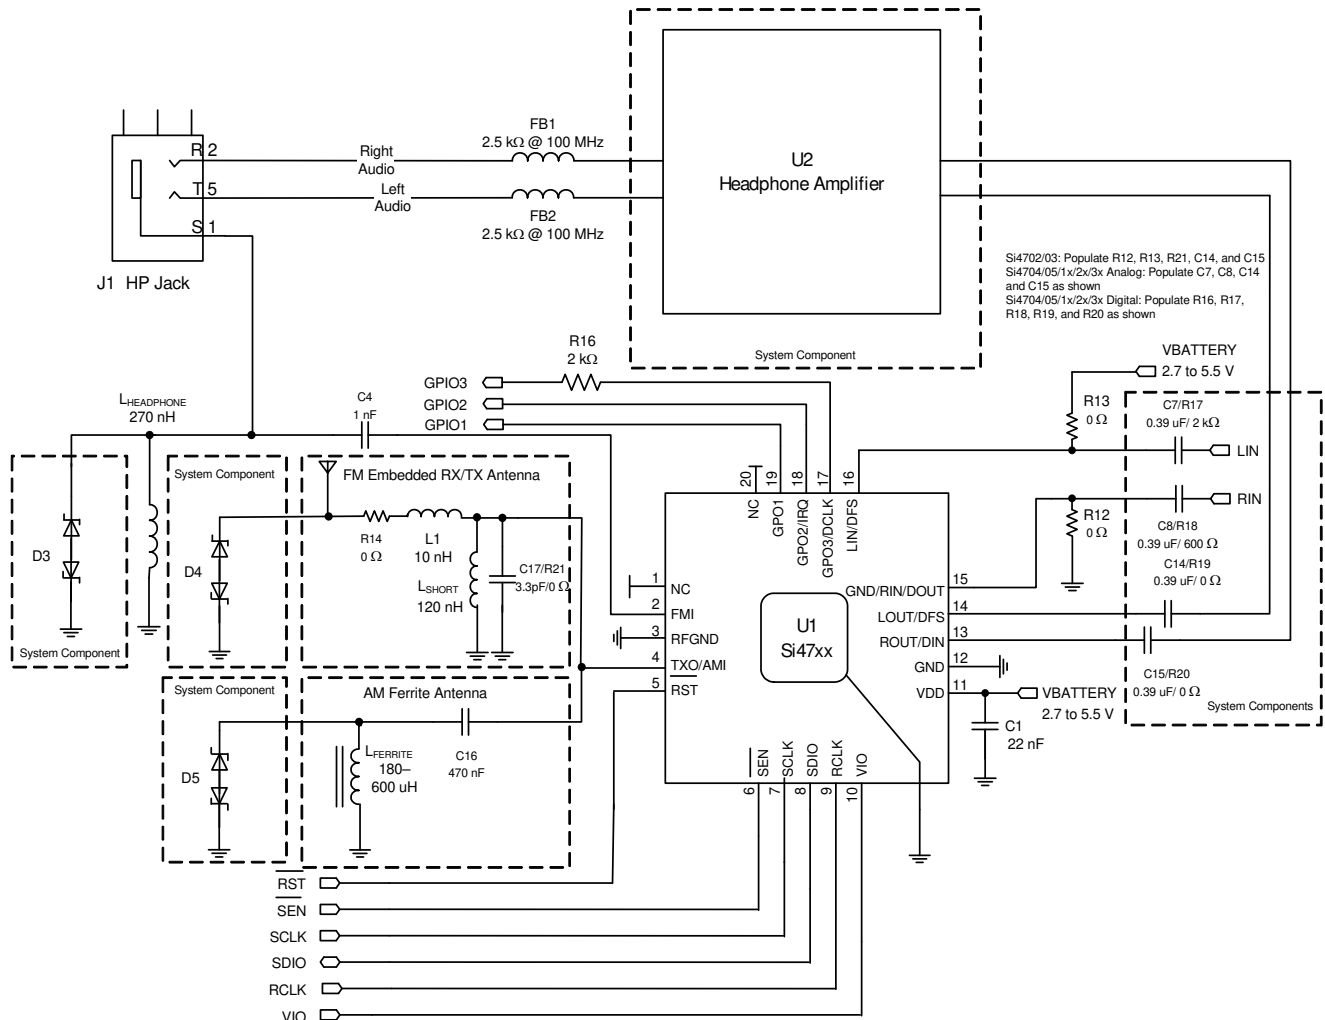 FB1
2.5 kΩ @ 100 MHz
R 2
Right
Audio
T 5
Left
Audio
FB2
2.5 kΩ @ 100 MHz
S 1
J1 HP Jack
U2
Headphone Amplifier
System Component
Si4702/03: Populate R12, R13, R21, C14, and C15
Si4704/05/1x/2x/3x Analog: Populate C7, C8, C14
and C15 as shown
Si4704/05/1x/2x/3x Digital: Populate R16, R17,
R18, R19, and R20 as shown
R16
2 kΩ
GPIO3
GPIO2
GPIO1
VBATTERY
2.7 to 5.5 V
R13
0 Ω
C7/R17
0.39 uF/ 2 kΩ
LIN
RIN
R12
0 Ω
C8/R18
0.39 uF/ 600 Ω
C14/R19
0.39 uF/ 0 Ω
C15/R20
0.39 uF/ 0 Ω
System Components
LHEADPHONE
270 nH
C4
1 nF
D3
System Component
System Component
D4
FM Embedded RX/TX Antenna
R14
0 Ω
L1
10 nH
LSHORT
120 nH
C17/R21
3.3pF/0 Ω
System Component
D5
AM Ferrite Antenna
LFERRITE
180–
600 uH
C16
470 nF
20
NC
19
GPO1
18
GPO2/IRQ
17
GPO3/DCLK
16
LIN/DFS
1
NC
2
FMI
3
RFGND
4
TXO/AMI
5
RST
U1
Si47xx
GND/RIN/DOUT
15
LOUT/DFS
14
ROUT/DIN
13
GND
12
VDD
11
VBATTERY
2.7 to 5.5 V
C1
22 nF
SEN
6
SCLK
7
SDIO
8
RCLK
9
VIO
10
RST
SEN
SCLK
SDIO
RCLK
VIO